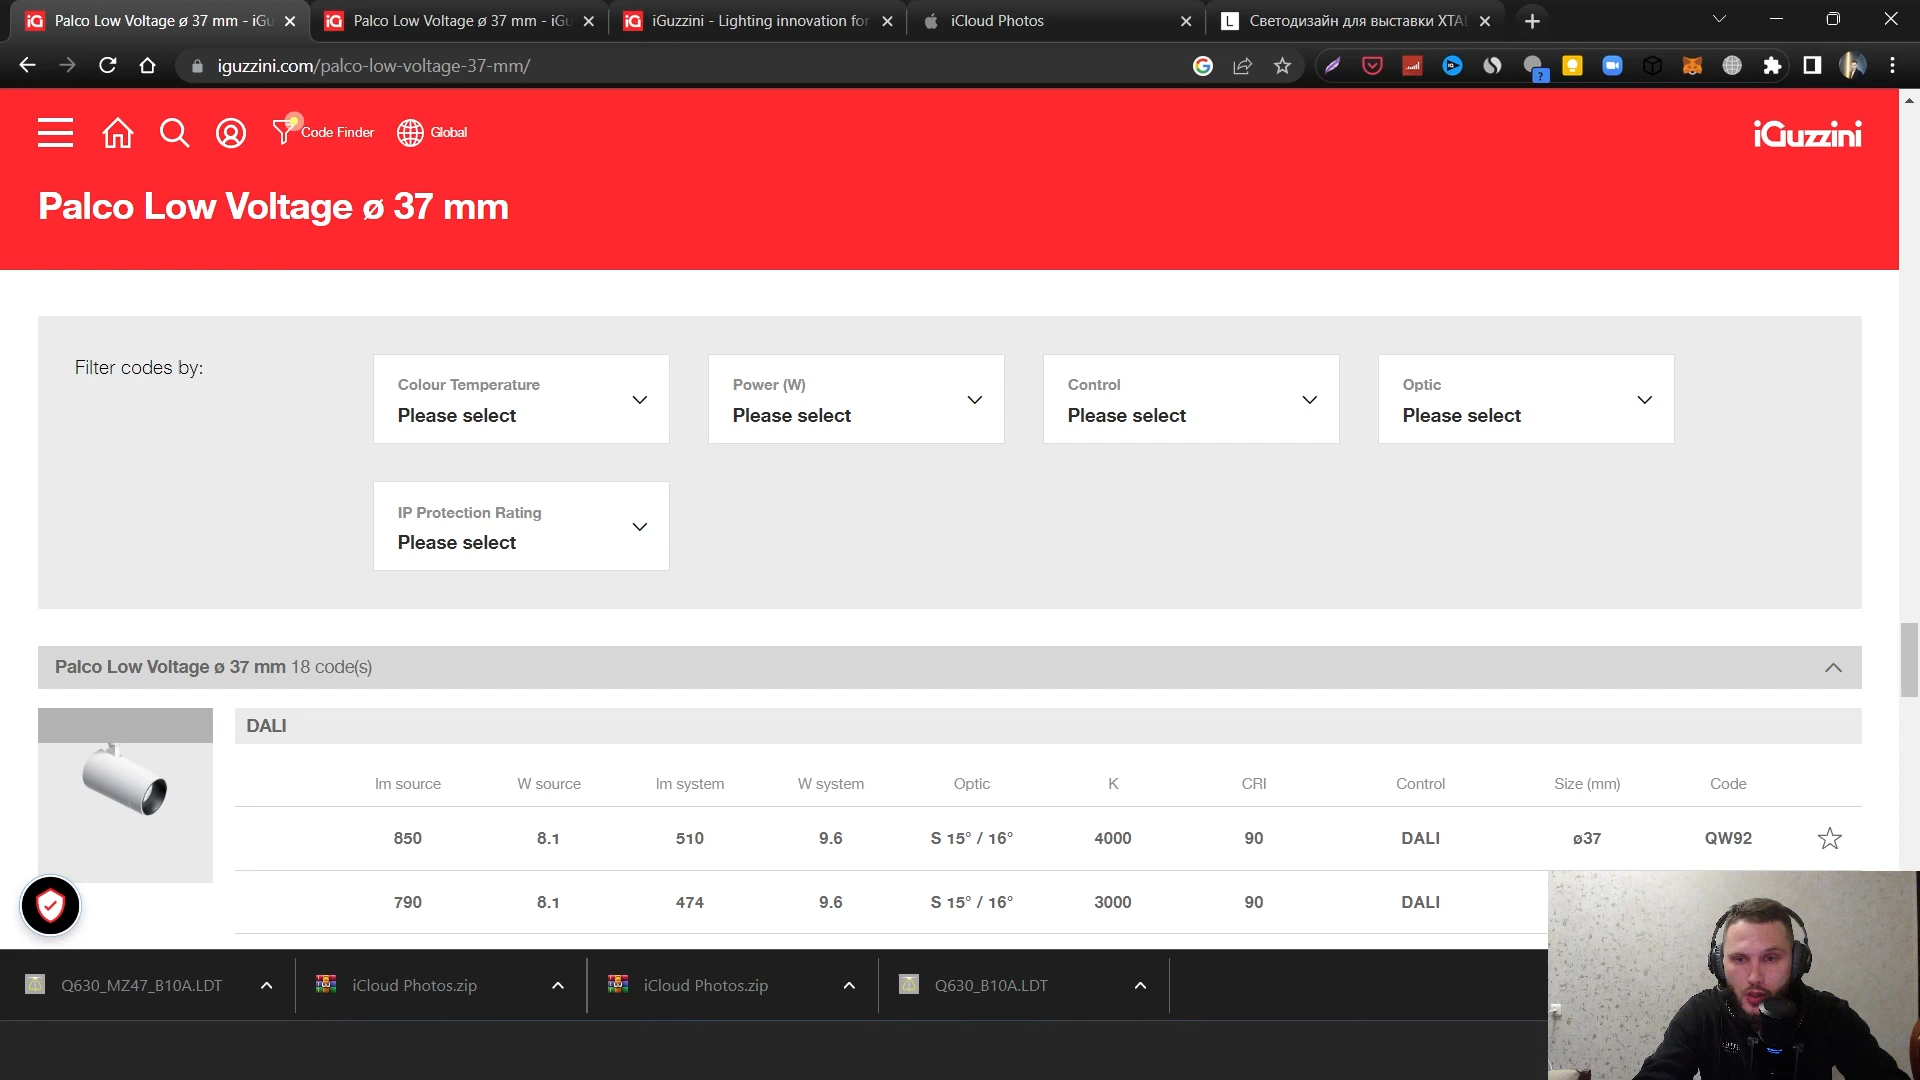 Palco Low Voltage ø 37 mm - iGu
Palco Low Voltage ø 37 mm - iGu
iGuzzini - Lighting innovation for
iCloud Photos
Светодизайн для выставки XTAL
iguzzini.com/palco-low-voltage-37-mm/
Code Finder
Global
iGuzzini
Palco Low Voltage ø 37 mm
Filter codes by:
Colour Temperature
Please select
Power (W)
Please select
Control
Please select
Optic
Please select
IP Protection Rating
Please select
Palco Low Voltage ø 37 mm 18 code(s)
DALI
lm source W source lm system W system Optic K CRI Control Size (mm) Code
850 8.1 510 9.6 S 15° / 16° 4000 90 DALI ø37 QW92
790 8.1 474 9.6 S 15° / 16° 3000 90 DALI
Q630_MZ47_B10A.LDT
iCloud Photos.zip
iCloud Photos.zip
Q630_B10A.LDT